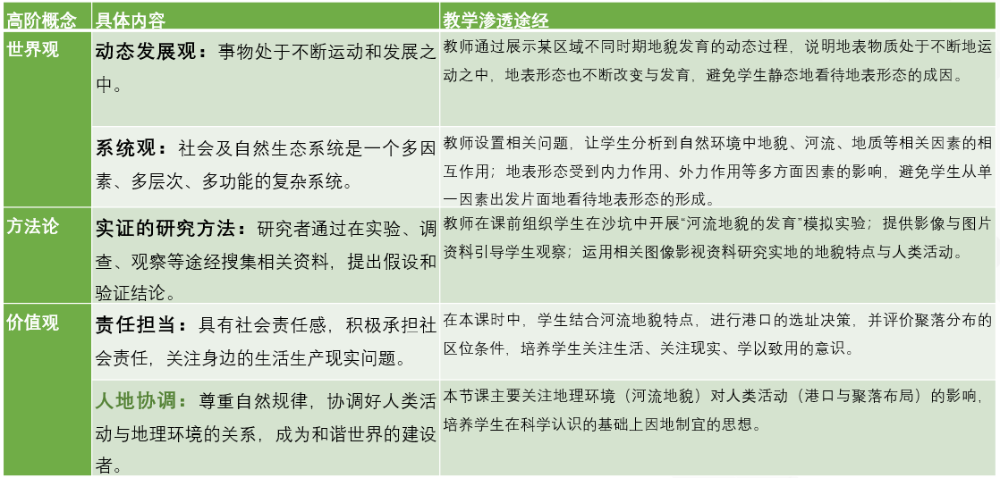 高阶概念 具体内容 教学渗透途经
世界观
动态发展观：事物处于不断运动和发展之
中。
教师通过展示某区域不同时期地貌发育的动态过程，说明地表物质处于不断地运
动之中，地表形态也不断改变与发育，避免学生静态地看待地表形态的成因。
系统观：社会及自然生态系统是一个多因
素、多层次、多功能的复杂系统。
教师设置相关问题，让学生分析到自然环境中地貌、河流、地质等相关因素的相
互作用；地表形态受到内力作用、外力作用等多方面因素的影响，避免学生从单
一因素出发片面地看待地表形态的形成。
方法论
实证的研究方法：研究者通过在实验、调
查、观察等途经搜集相关资料，提出假设和
验证结论。
教师在课前组织学生在沙坑中开展“河流地貌的发育”模拟实验；提供影像与图片
资料引导学生观察；运用相关图像影视资料研究实地的地貌特点与人类活动。
价值观
责任担当：具有社会责任感，积极承担社
会责任，关注身边的生活生产现实问题。
在本课时中，学生结合河流地貌特点，进行港口的选址决策，并评价聚落分布的
区位条件，培养学生关注生活、关注现实、学以致用的意识。
人地协调：尊重自然规律，协调好人类活
动与地理环境的关系，成为和谐世界的建设
者。
本节课主要关注地理环境（河流地貌）对人类活动（港口与聚落布局）的影响，
培养学生在科学认识的基础上因地制宜的思想。